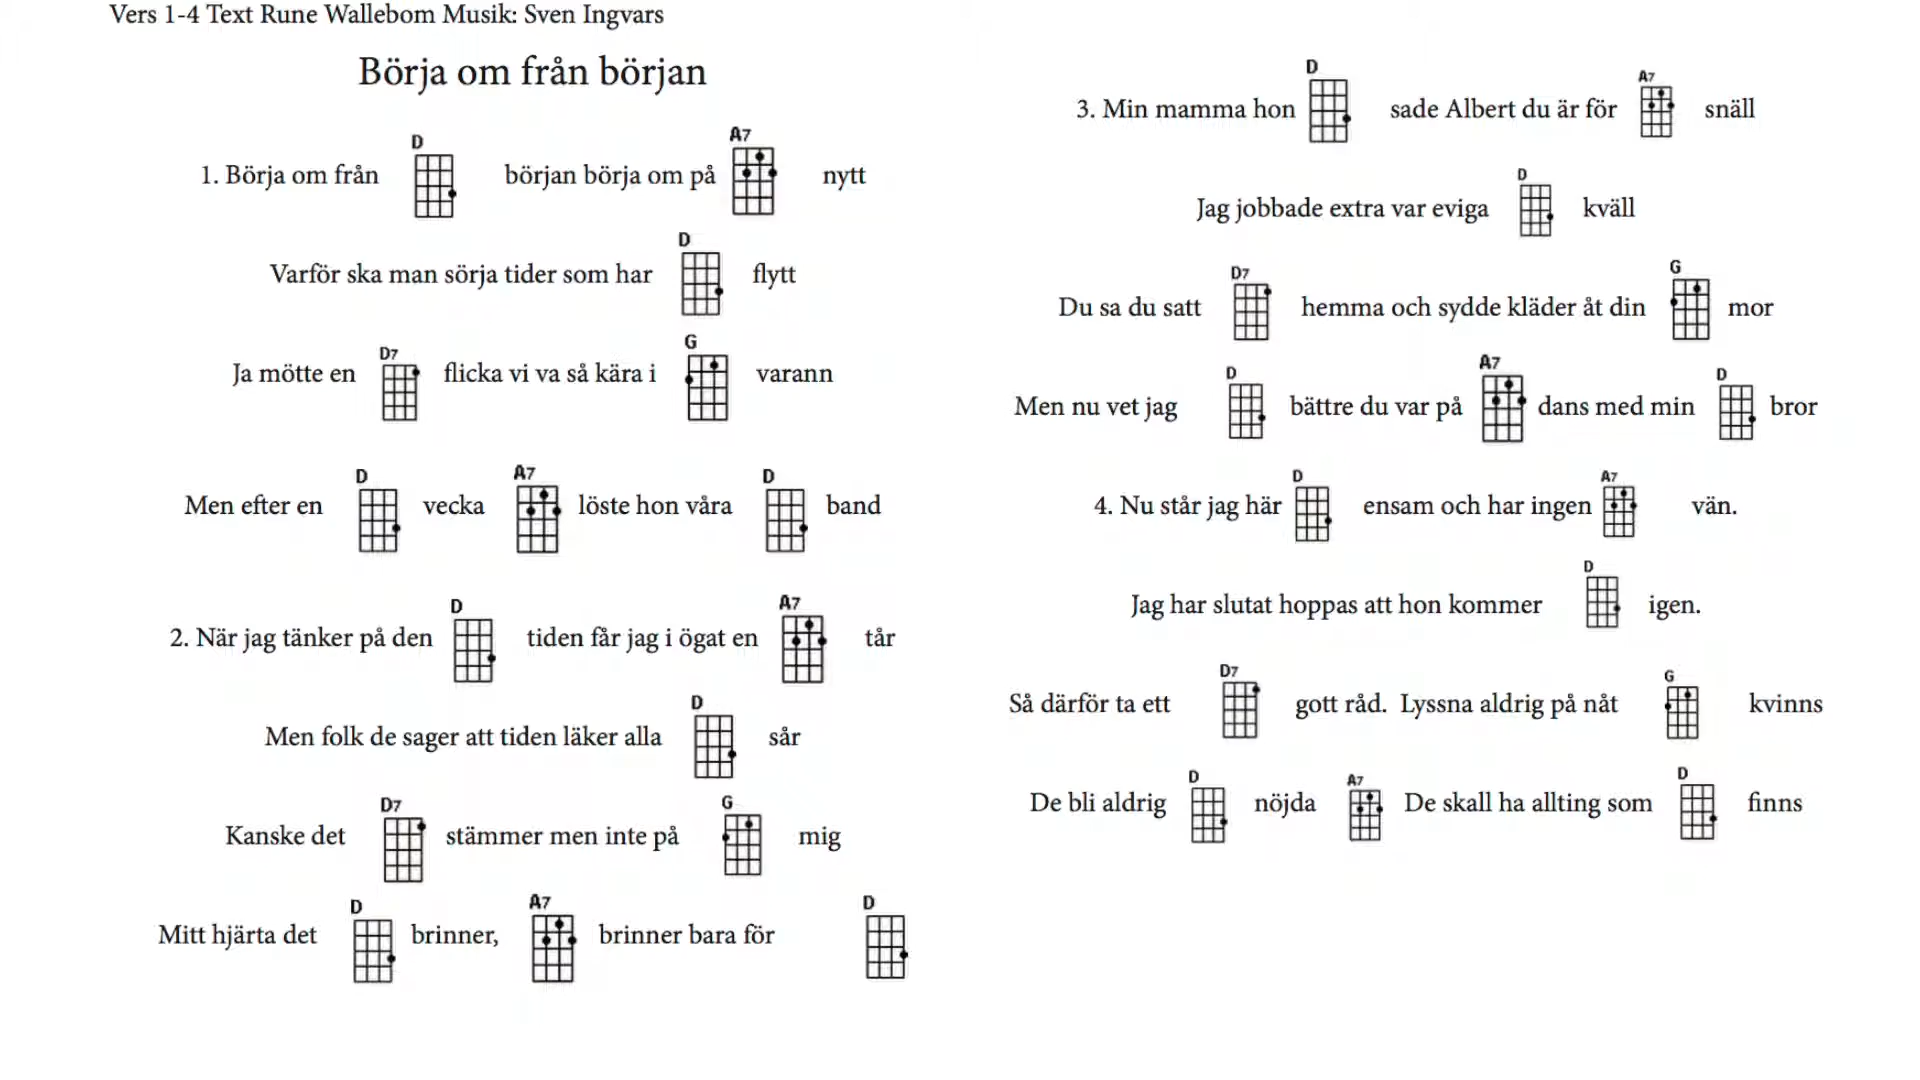 Vers 1-4 Text Rune Wallebom Musik: Sven Ingvars
Börja om från början
1. Börja om från D början börja om på A7 nytt
Varför ska man sörja tider som har D flytt
Ja mötte en D7 flicka vi va så kära i G varann
Men efter en D vecka A7 löste hon våra D band
2. När jag tänker på den D tiden får jag i ögat en A7 tår
Men folk de sager att tiden läker alla D sår
Kanske det D7 stämmer men inte på G mig
Mitt hjärta det D brinner, A7 brinner bara för D
3. Min mamma hon D sade Albert du är för A7 snäll
Jag jobbade extra var eviga D kväll
Du sa du satt D7 hemma och sydde kläder åt din G mor
Men nu vet jag D bättre du var på A7 dans med min D bror
4. Nu står jag här D ensam och har ingen A7 vän.
Jag har slutat hoppas att hon kommer D igen.
Så därför ta ett D7 gott råd. Lyssna aldrig på nåt G kvinns
De bli aldrig D nöjda A7 De skall ha allting som D finns